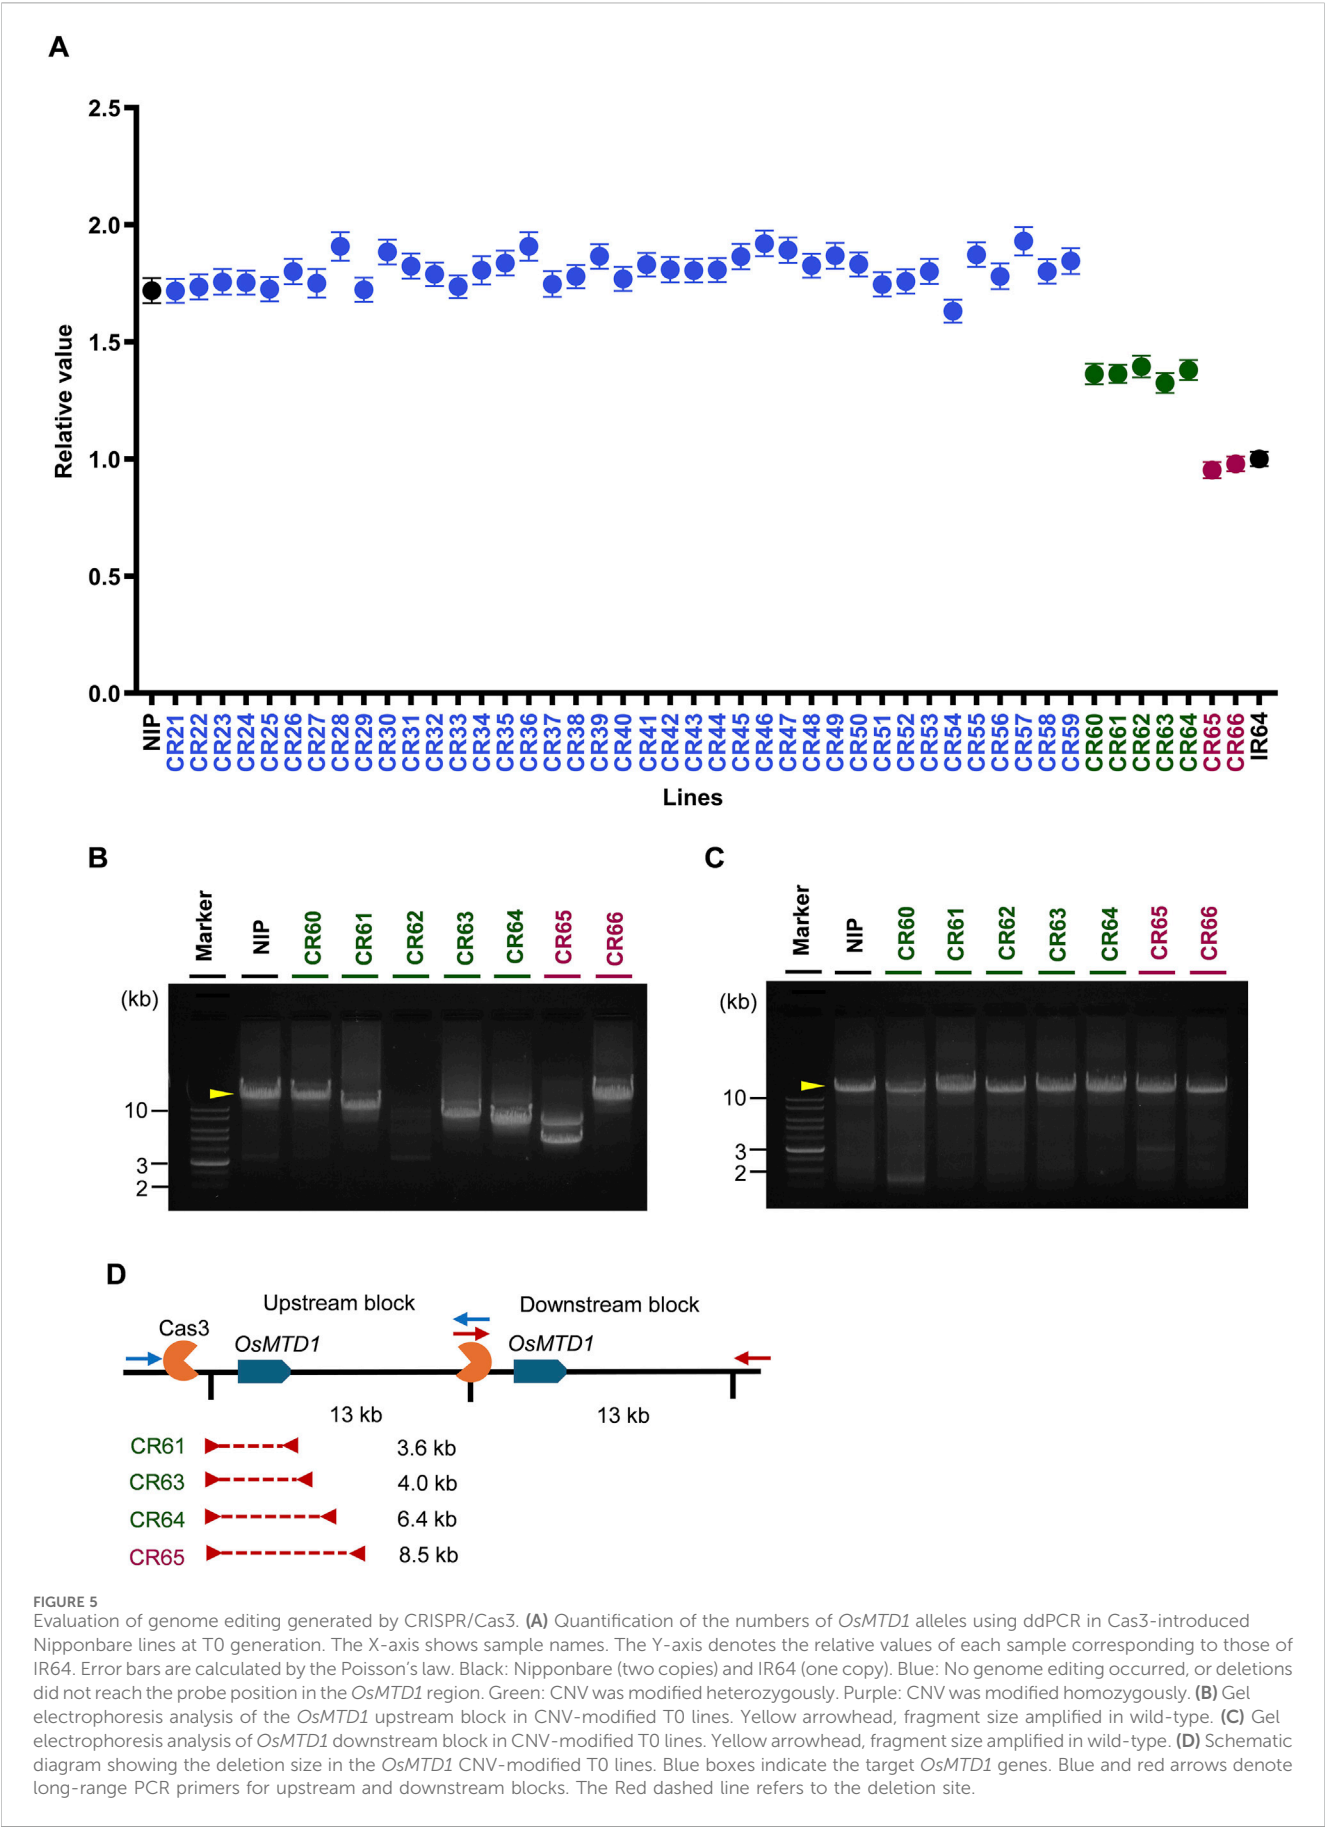 A
2.5
2.0
1.5
1.0
0.5
0.0
Relative value
NIP CR21 CR22 CR23 CR24 CR25 CR26 CR27 CR28 CR29 CR30 CR31 CR32 CR33 CR34 CR35 CR36 CR37 CR38 CR39 CR40 CR41 CR42 CR43 CR44 CR45 CR46 CR47 CR48 CR49 CR50 CR51 CR52 CR53 CR54 CR55 CR56 CR57 CR58 CR59 CR60 CR61 CR62 CR63 CR64 CR65 CR66 IR64
Lines
B
Marker NIP CR60 CR61 CR62 CR63 CR64 CR65 CR66
(kb)
10
3
2
C
Marker NIP CR60 CR61 CR62 CR63 CR64 CR65 CR66
(kb)
10
3
2
D
Upstream block Downstream block
Cas3
OsMTD1 OsMTD1
13 kb 13 kb
CR61 3.6 kb
CR63 4.0 kb
CR64 6.4 kb
CR65 8.5 kb
FIGURE 5
Evaluation of genome editing generated by CRISPR/Cas3. (A) Quantification of the numbers of OsMTD1 alleles using ddPCR in Cas3-introduced
Nipponbare lines at T0 generation. The X-axis shows sample names. The Y-axis denotes the relative values of each sample corresponding to those of
IR64. Error bars are calculated by the Poisson's law. Black: Nipponbare (two copies) and IR64 (one copy). Blue: No genome editing occurred, or deletions
did not reach the probe position in the OsMTD1 region. Green: CNV was modified heterozygously. Purple: CNV was modified homozygously. (B) Gel
electrophoresis analysis of the OsMTD1 upstream block in CNV-modified T0 lines. Yellow arrowhead, fragment size amplified in wild-type. (C) Gel
electrophoresis analysis of OsMTD1 downstream block in CNV-modified T0 lines. Yellow arrowhead, fragment size amplified in wild-type. (D) Schematic
diagram showing the deletion size in the OsMTD1 CNV-modified T0 lines. Blue boxes indicate the target OsMTD1 genes. Blue and red arrows denote
long-range PCR primers for upstream and downstream blocks. The Red dashed line refers to the deletion site.